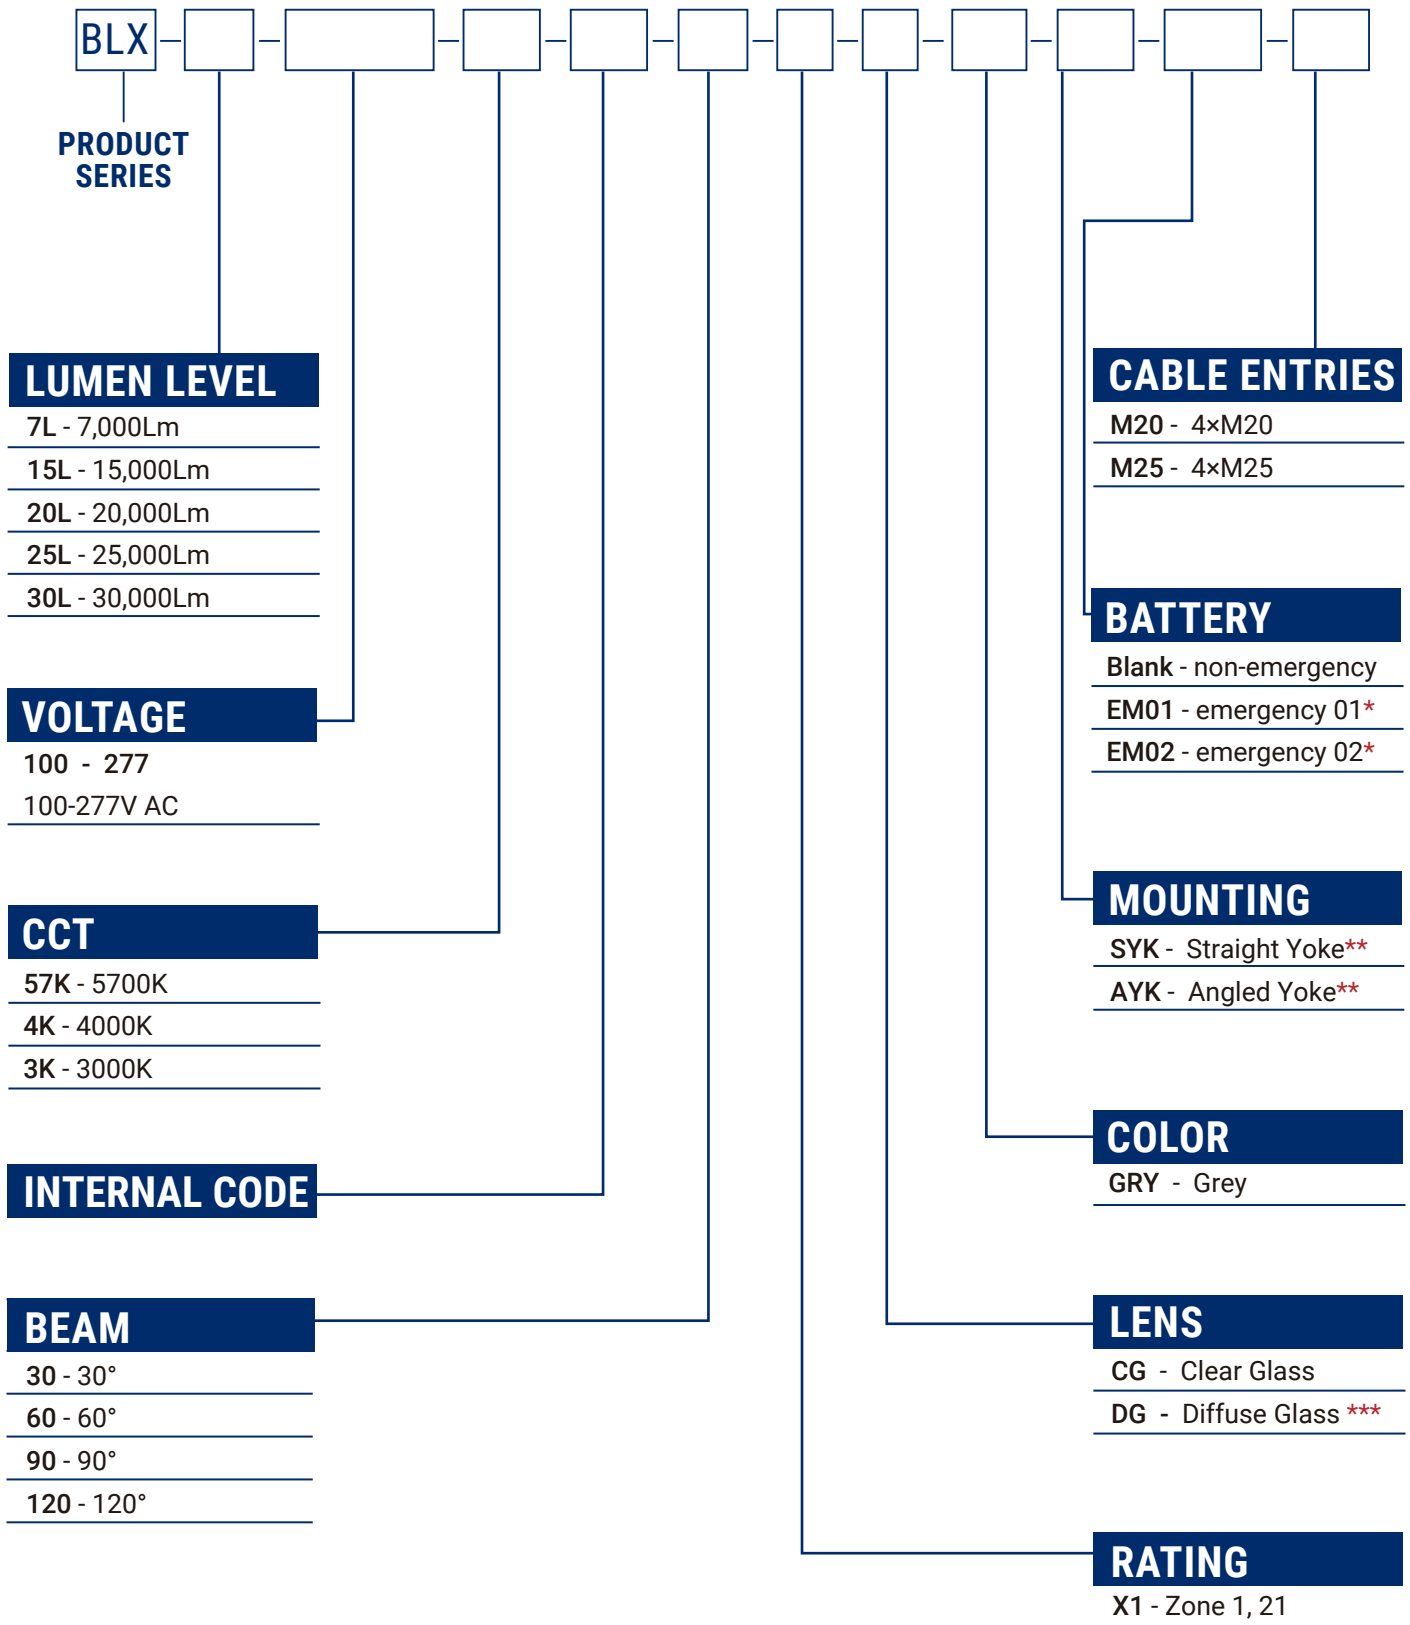 BLX
PRODUCT
SERIES
LUMEN LEVEL
7L - 7,000Lm
15L - 15,000Lm
20L - 20,000Lm
25L - 25,000Lm
30L - 30,000Lm
VOLTAGE
100 - 277
100-277V AC
CCT
57K - 5700K
4K - 4000K
3K - 3000K
INTERNAL CODE
BEAM
30 - 30°
60 - 60°
90 - 90°
120 - 120°
CABLE ENTRIES
M20 - 4×M20
M25 - 4×M25
BATTERY
Blank - non-emergency
EM01 - emergency 01*
EM02 - emergency 02*
MOUNTING
SYK - Straight Yoke**
AYK - Angled Yoke**
COLOR
GRY - Grey
LENS
CG - Clear Glass
DG - Diffuse Glass ***
RATING
X1 - Zone 1, 21